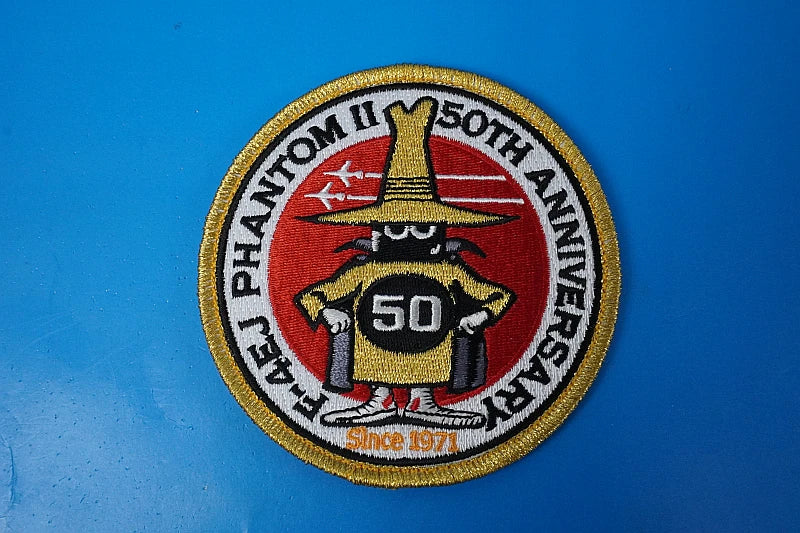 F-4EJ PHANTOM II 50TH ANNIVERSARY
50
Since 1971